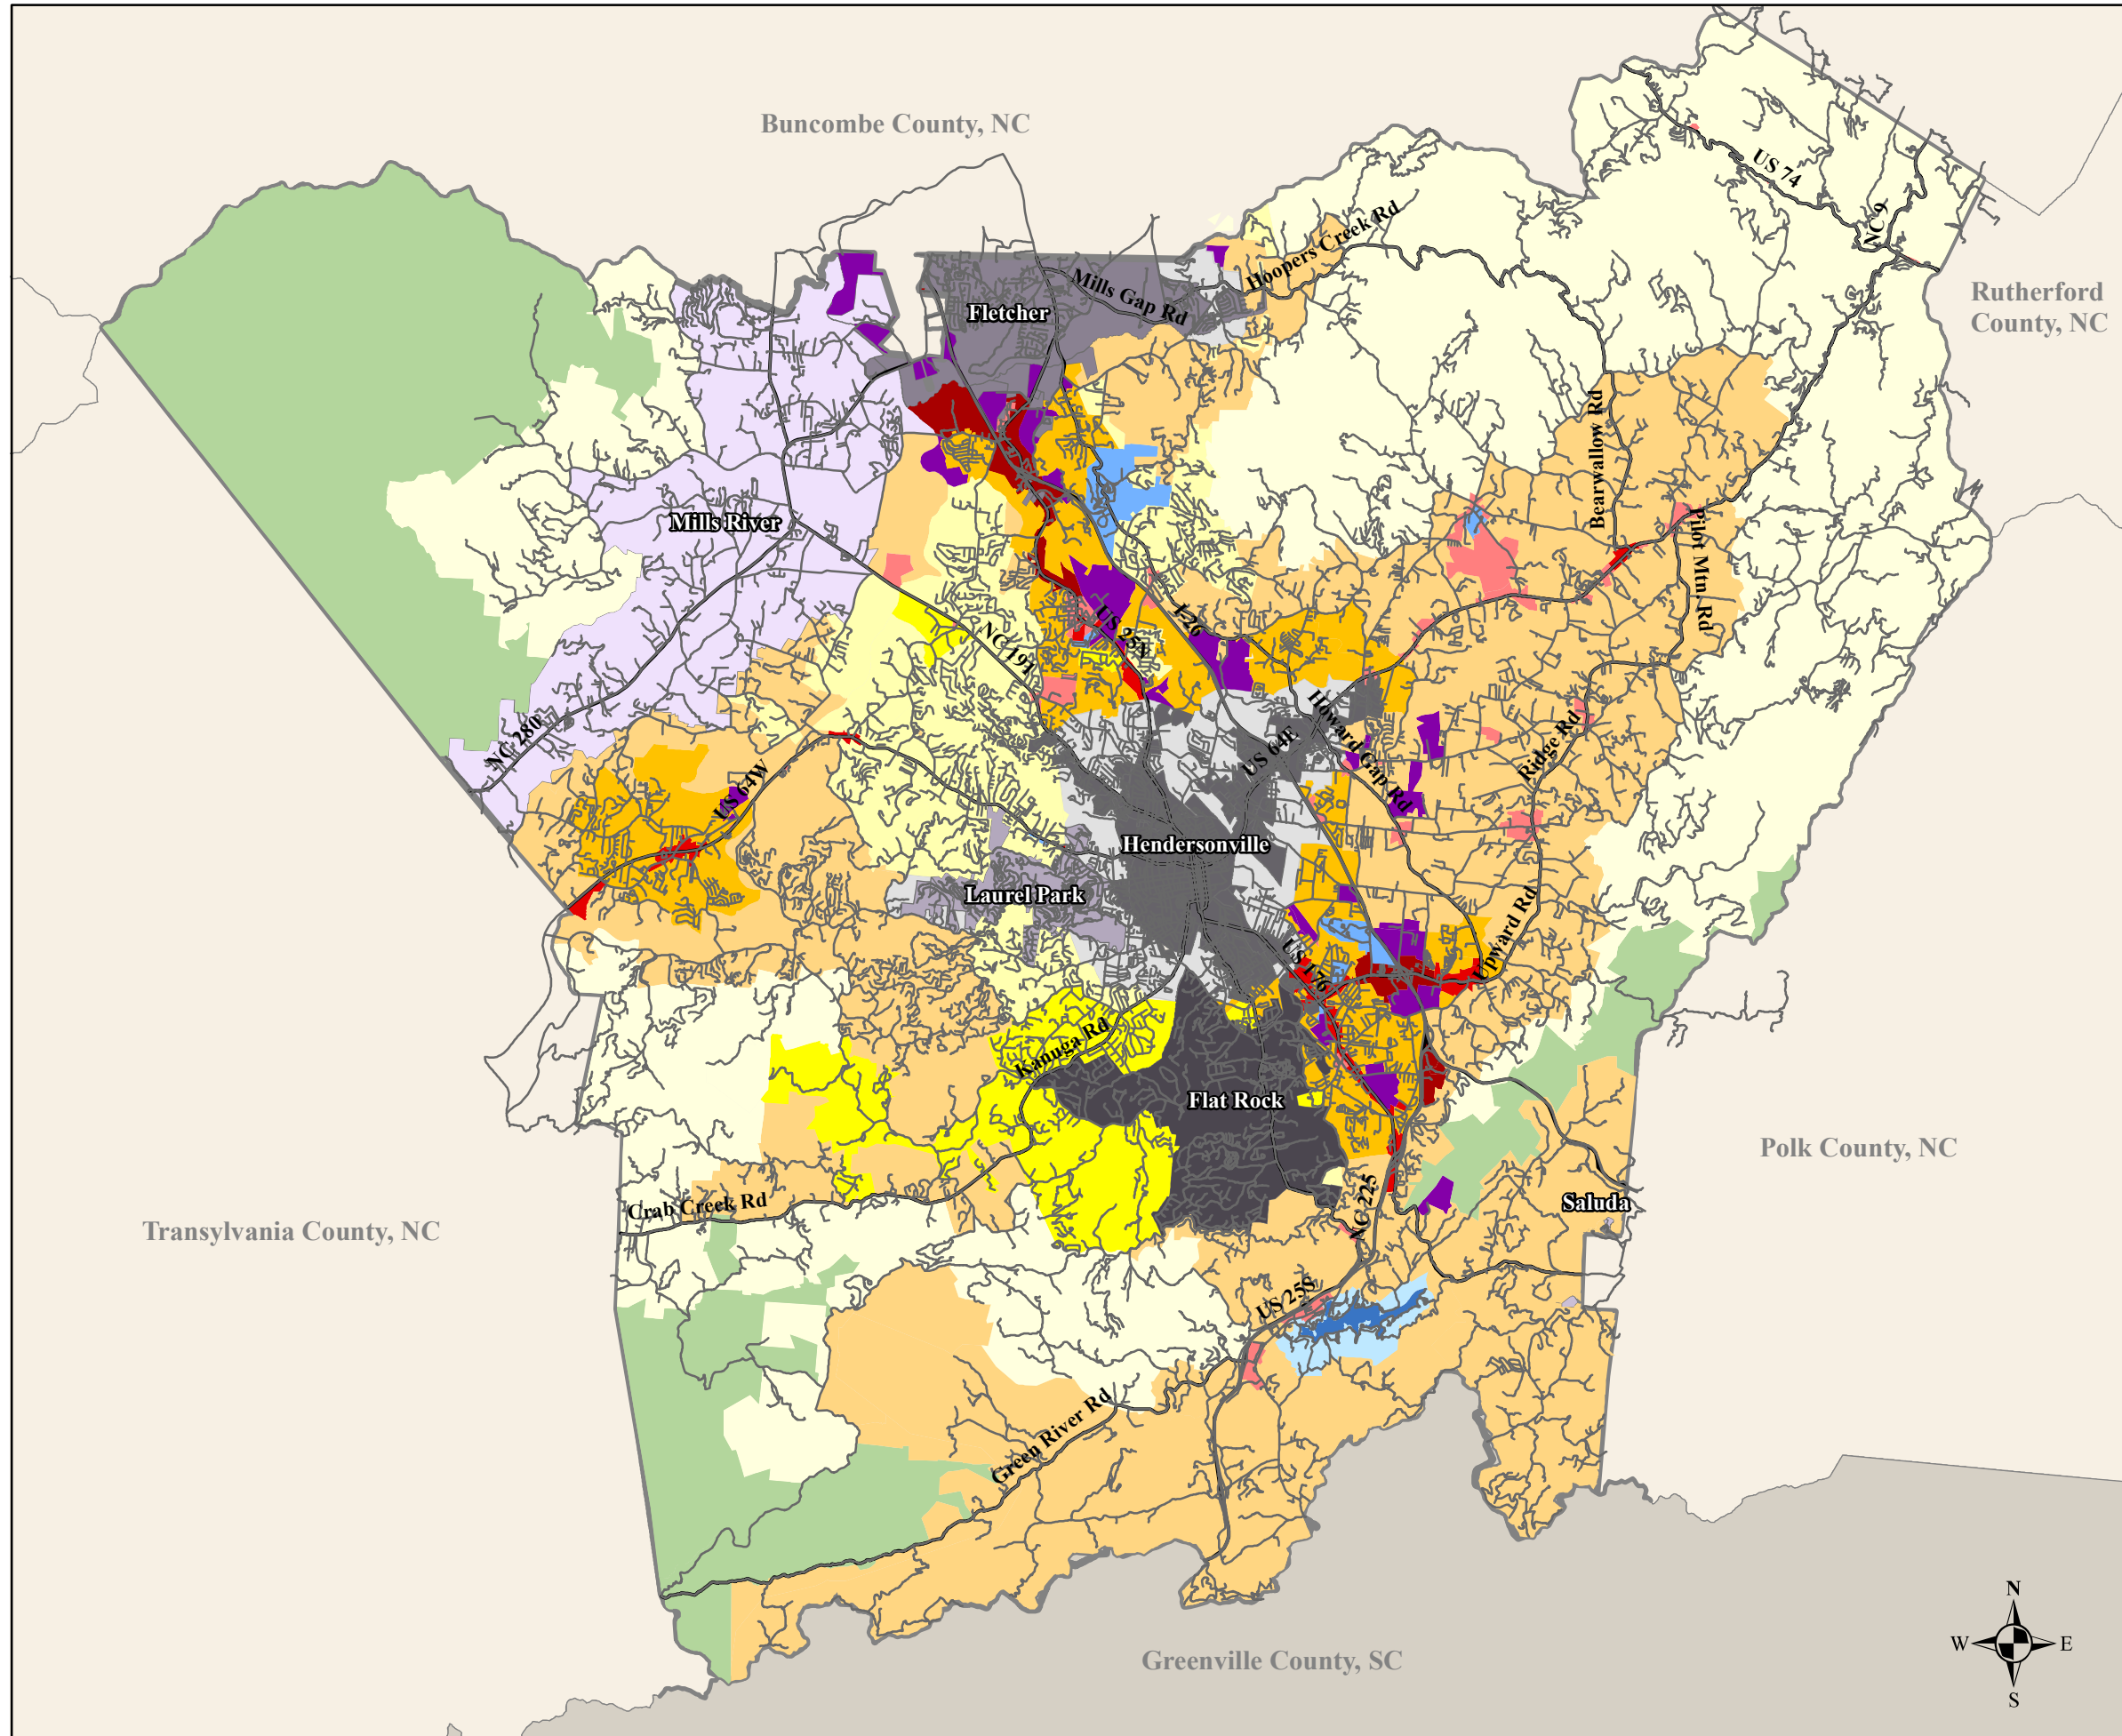 Buncombe County, NC
US 74
NC 9
Hoopers Creek Rd
Mills Gap Rd
Fletcher
Rutherford
County, NC
Bearwallow Rd
Mills River
Pilot Mtn. Rd
I-26
US 25N
NC 191
Howard Gap Rd
NC 280
US 64W
US 64E
Ridge Rd
Hendersonville
Laurel Park
Upward Rd
US 176
Kanuga Rd
Flat Rock
Polk County, NC
Crab Creek Rd
NC 225
Saluda
Transylvania County, NC
US 25S
Green River Rd
N
W
E
S
Greenville County, SC